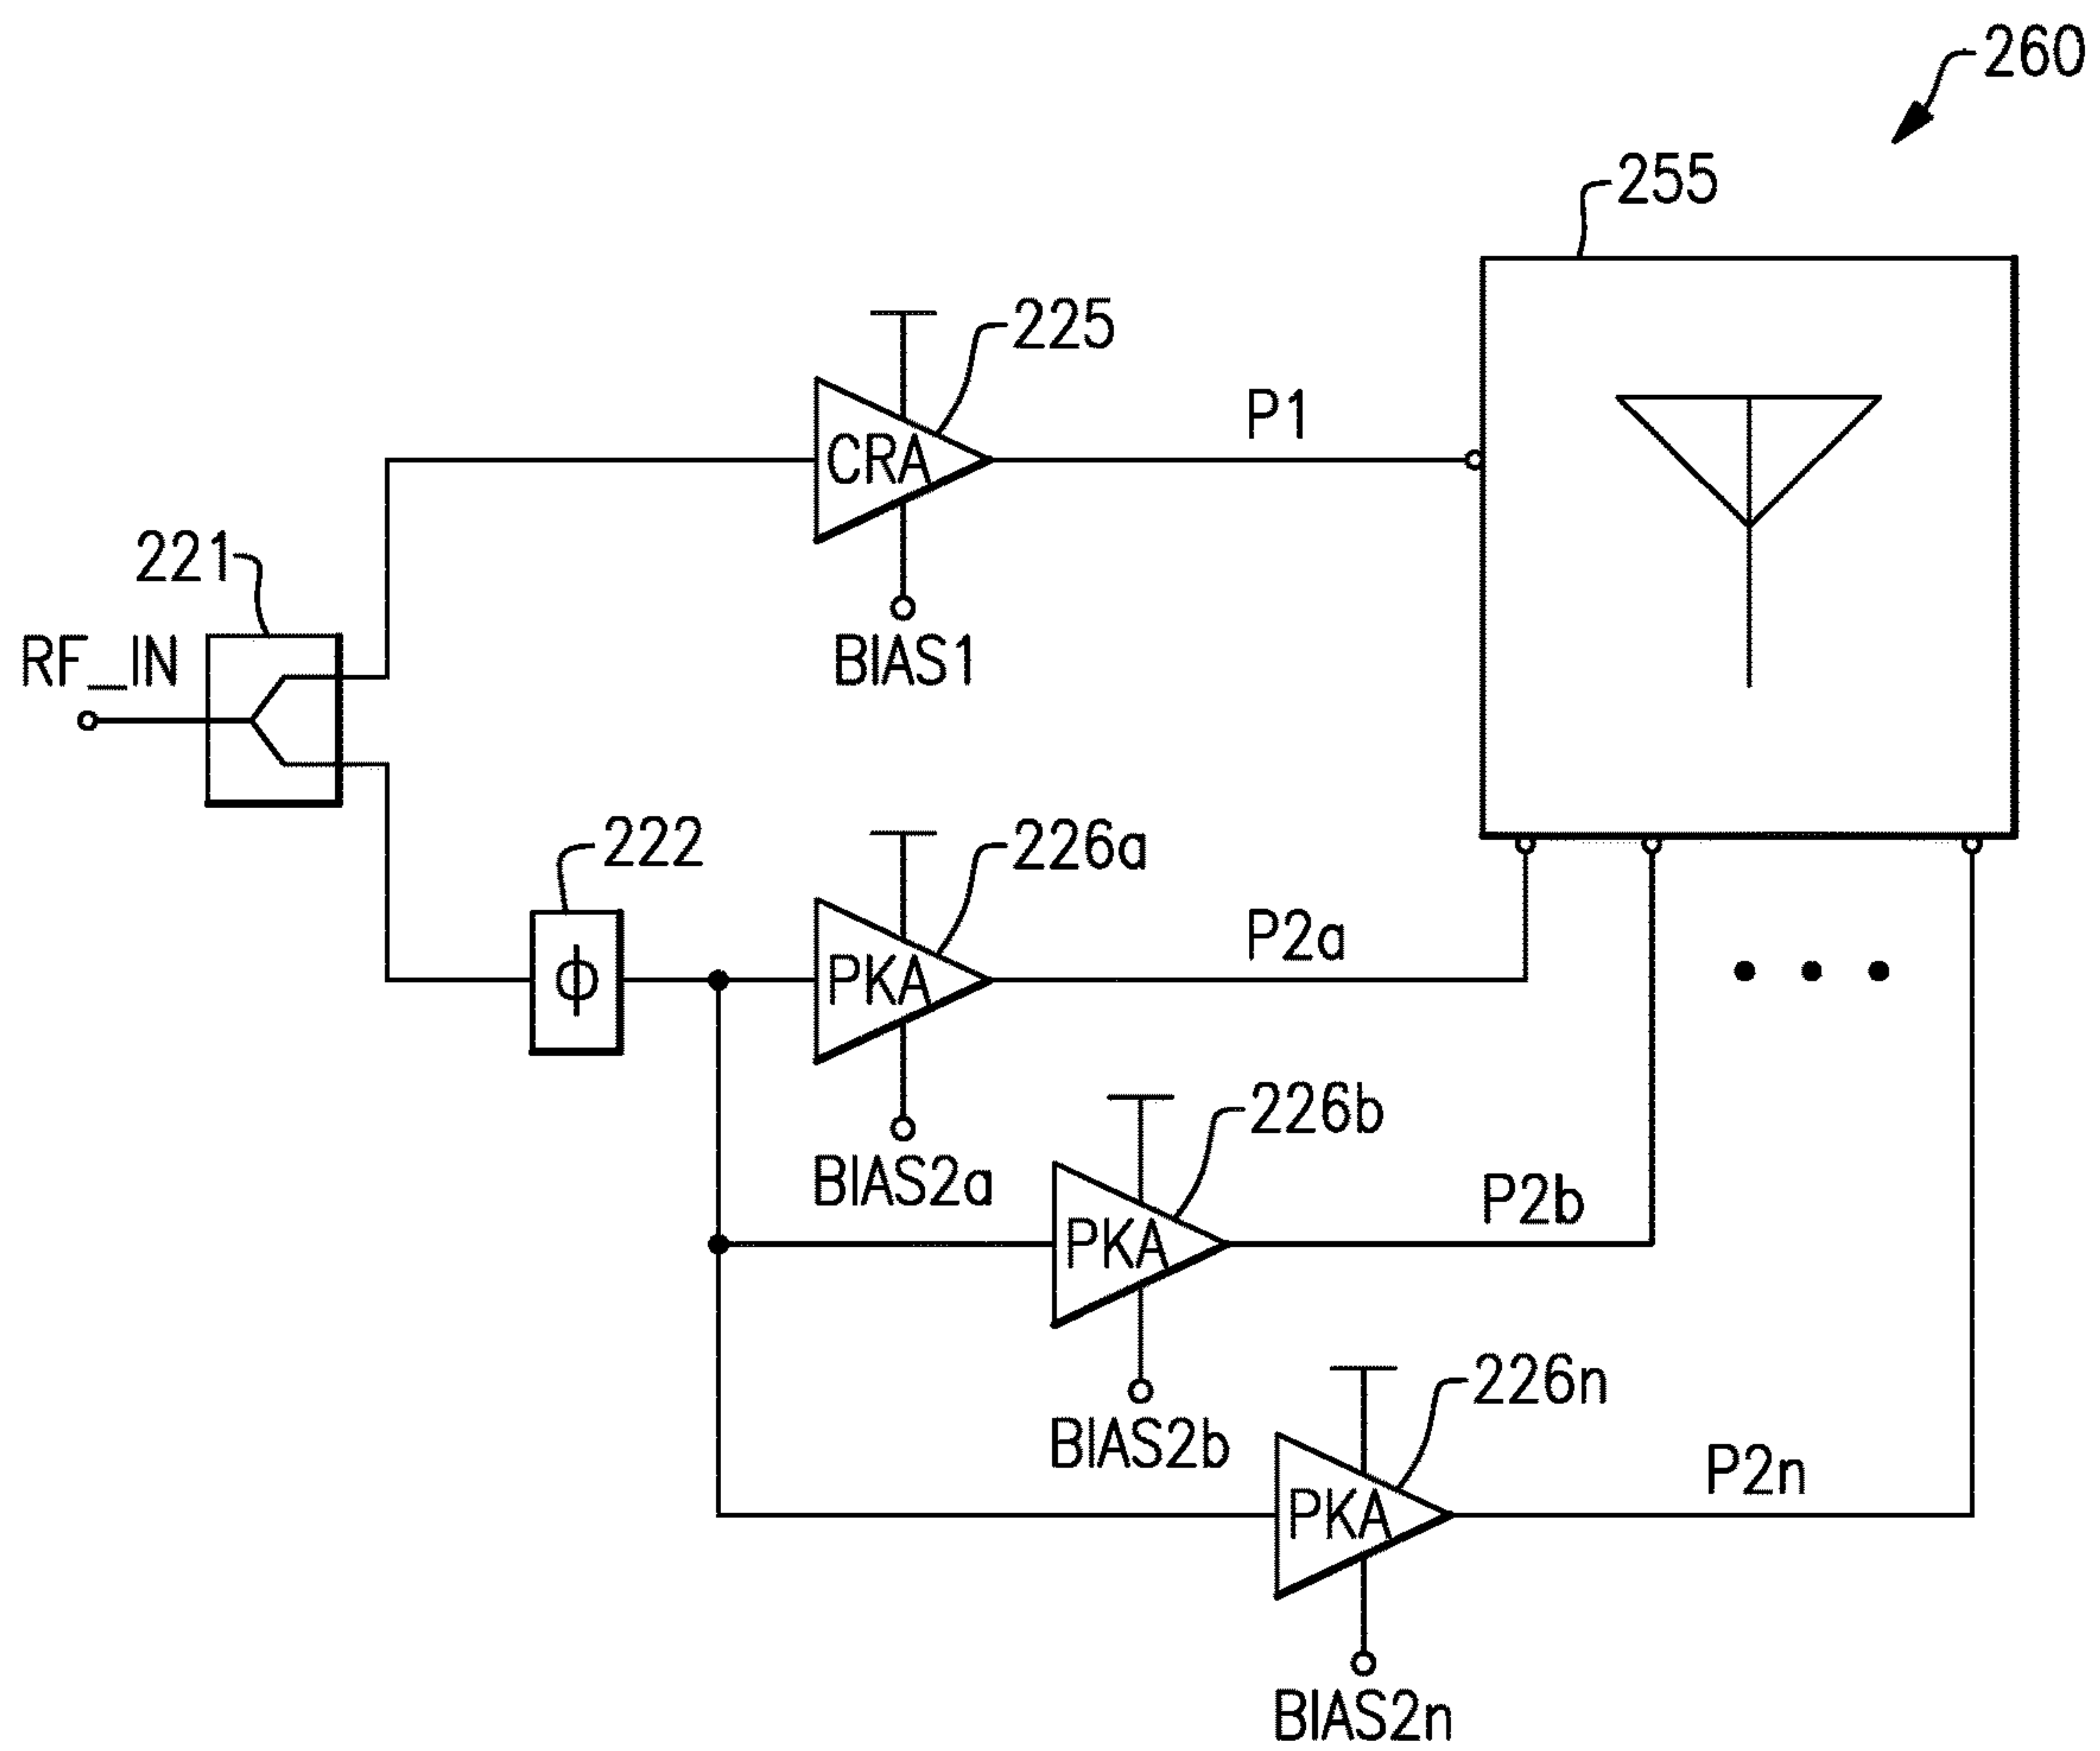 260
255
225
P1
CRA
221
RF_IN
BIAS1
222
226a
P2a
ϕ
PKA
226b
BIAS2a
P2b
PKA
226n
BIAS2b
P2n
PKA
BIAS2n